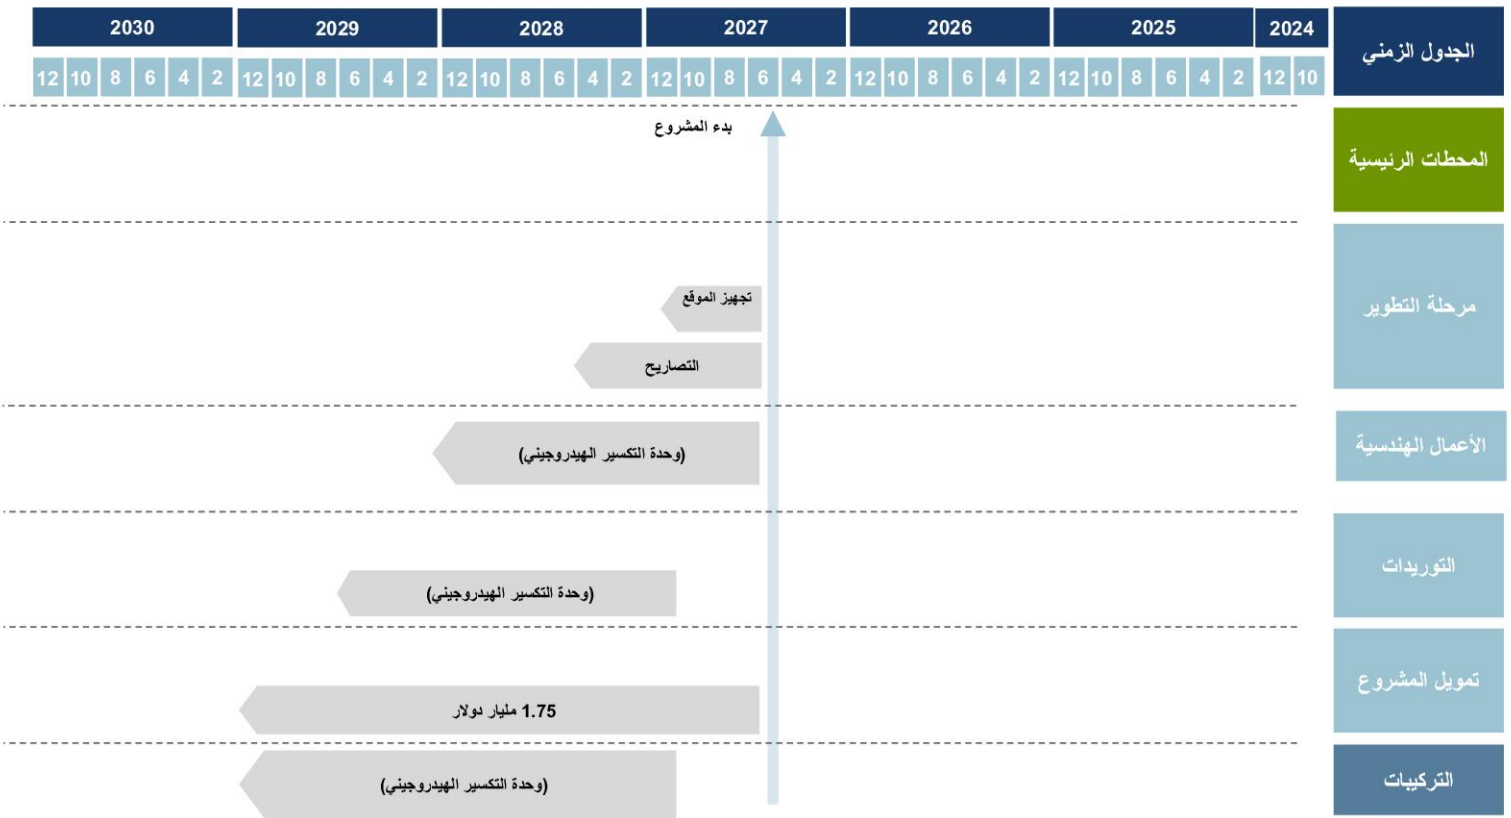 الجدول الزمني
2024 2025 2026 2027 2028 2029 2030
10 12 2 4 6 8 10 12 2 4 6 8 10 12 2 4 6 8 10 12 2 4 6 8 10 12 2 4 6 8 10 12 2 4 6 8 10 12
المحطات الرئيسية
بدء المشروع
مرحلة التطوير
تجهيز الموقع
التصاريح
الأعمال الهندسية
(وحدة التكسير الهيدروجيني)
التوريدات
(وحدة التكسير الهيدروجيني)
تمويل المشروع
1.75 مليار دولار
التركيبات
(وحدة التكسير الهيدروجيني)